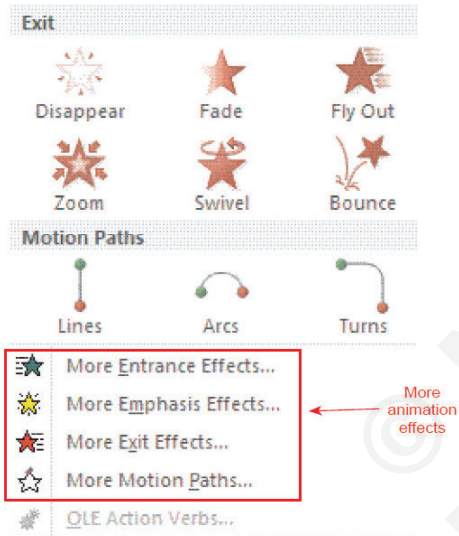 Exit
Disappear Fade Fly Out
Zoom Swivel Bounce
Motion Paths
Lines Arcs Turns
More Entrance Effects...
More Emphasis Effects...
More Exit Effects...
More Motion Paths...
OLE Action Verbs...
More
animation
effects
©